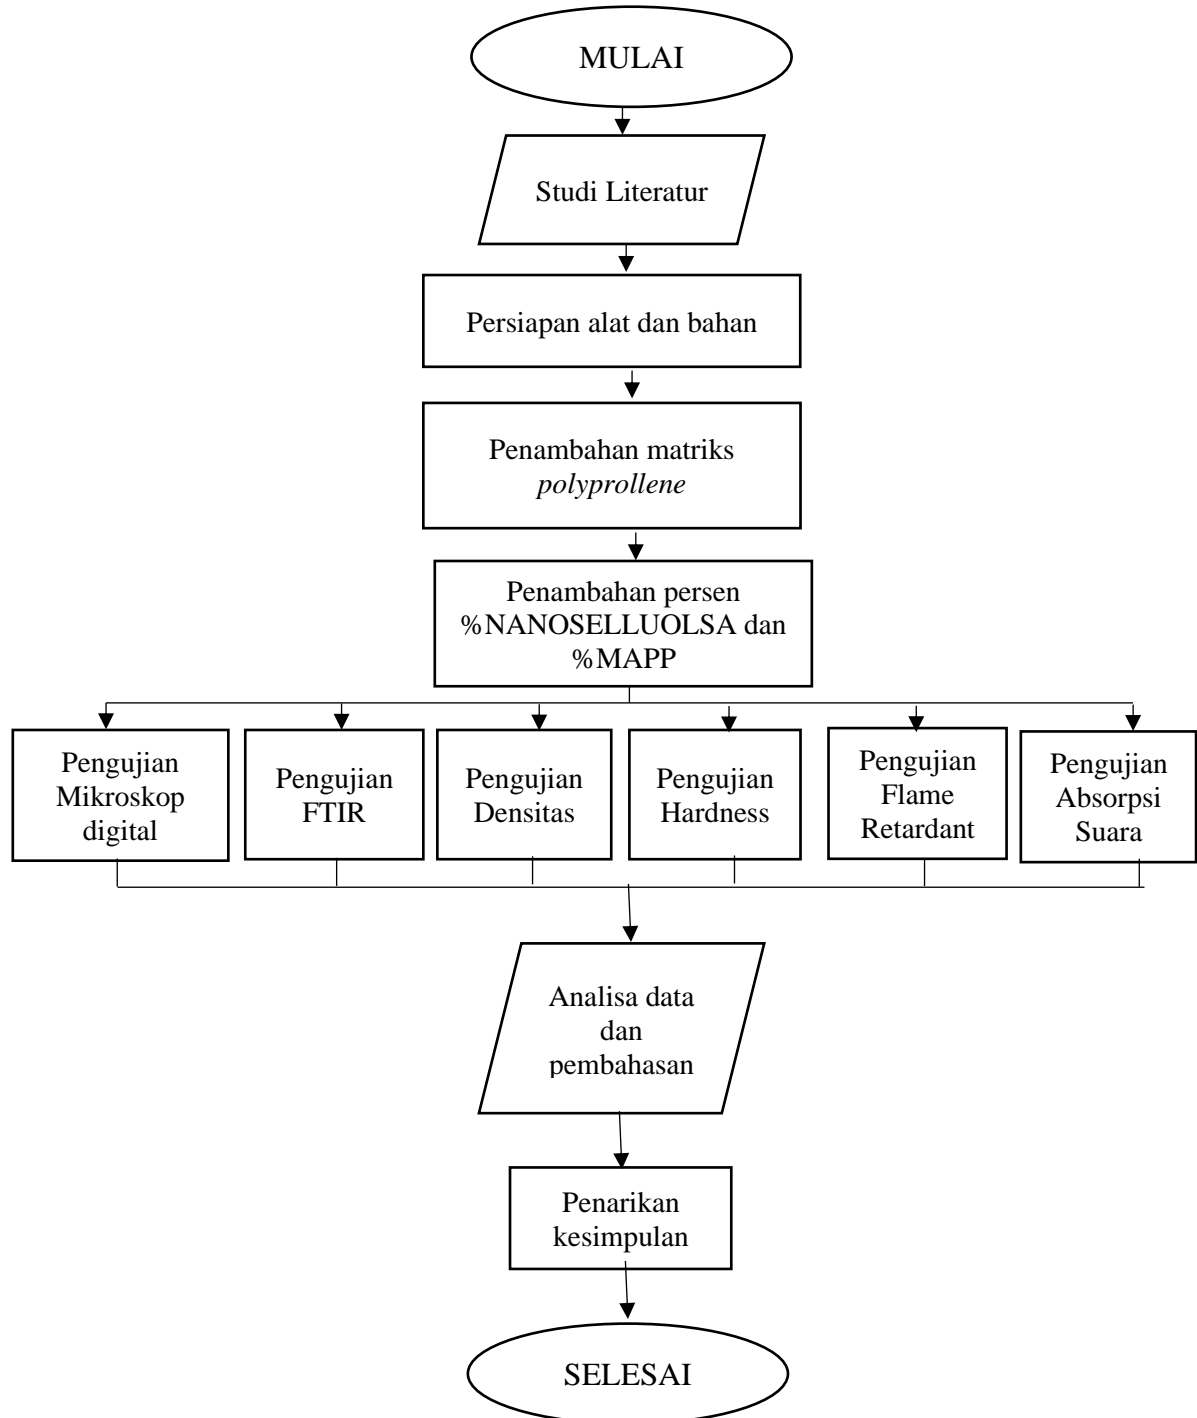 MULAI
Studi Literatur
Persiapan alat dan bahan
Penambahan matriks
polyprollene
Penambahan persen
%NANOSELLUOLSA dan
%MAPP
Pengujian
Mikroskop
digital
Pengujian
FTIR
Pengujian
Densitas
Pengujian
Hardness
Pengujian
Flame
Retardant
Pengujian
Absorpsi
Suara
Analisa data
dan
pembahasan
Penarikan
kesimpulan
SELESAI